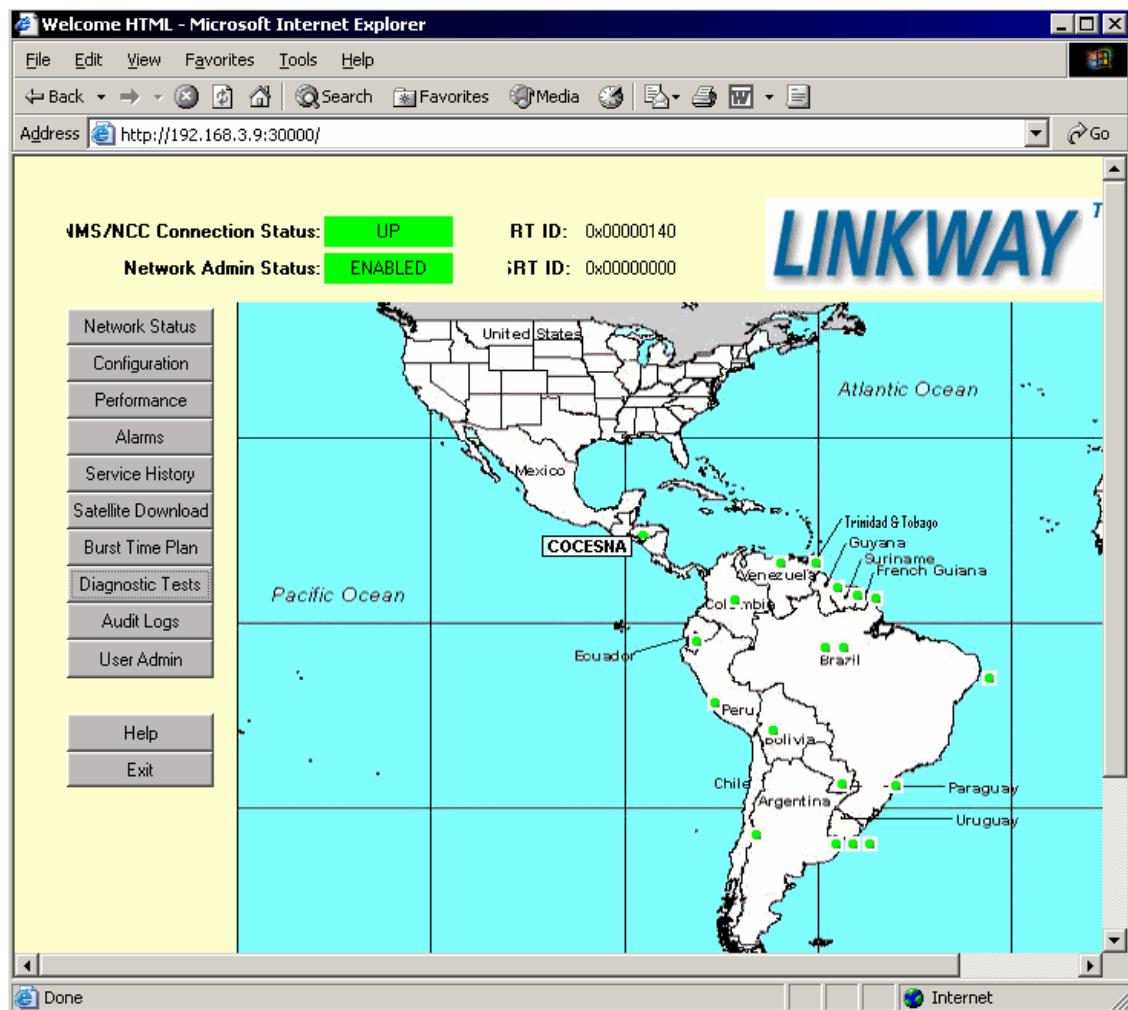 Welcome HTML - Microsoft Internet Explorer
File Edit View Favorites Tools Help
Back Search Favorites Media
Address http://192.168.3.9:30000/ Go
NMS/NCC Connection Status: UP RT ID: 0x00000140
Network Admin Status: ENABLED SRT ID: 0x00000000
LINKWAY T
Network Status
Configuration
Performance
Alarms
Service History
Satellite Download
Burst Time Plan
Diagnostic Tests
Audit Logs
User Admin
Help
Exit
United States
Atlantic Ocean
Mexico
Trinidad & Tobago
COCESNA
Guyana
Suriname
French Guiana
Venezuela
Pacific Ocean
Colombia
Ecuador
Brazil
Peru
Bolivia
Chile
Paraguay
Argentina
Uruguay
Done Internet